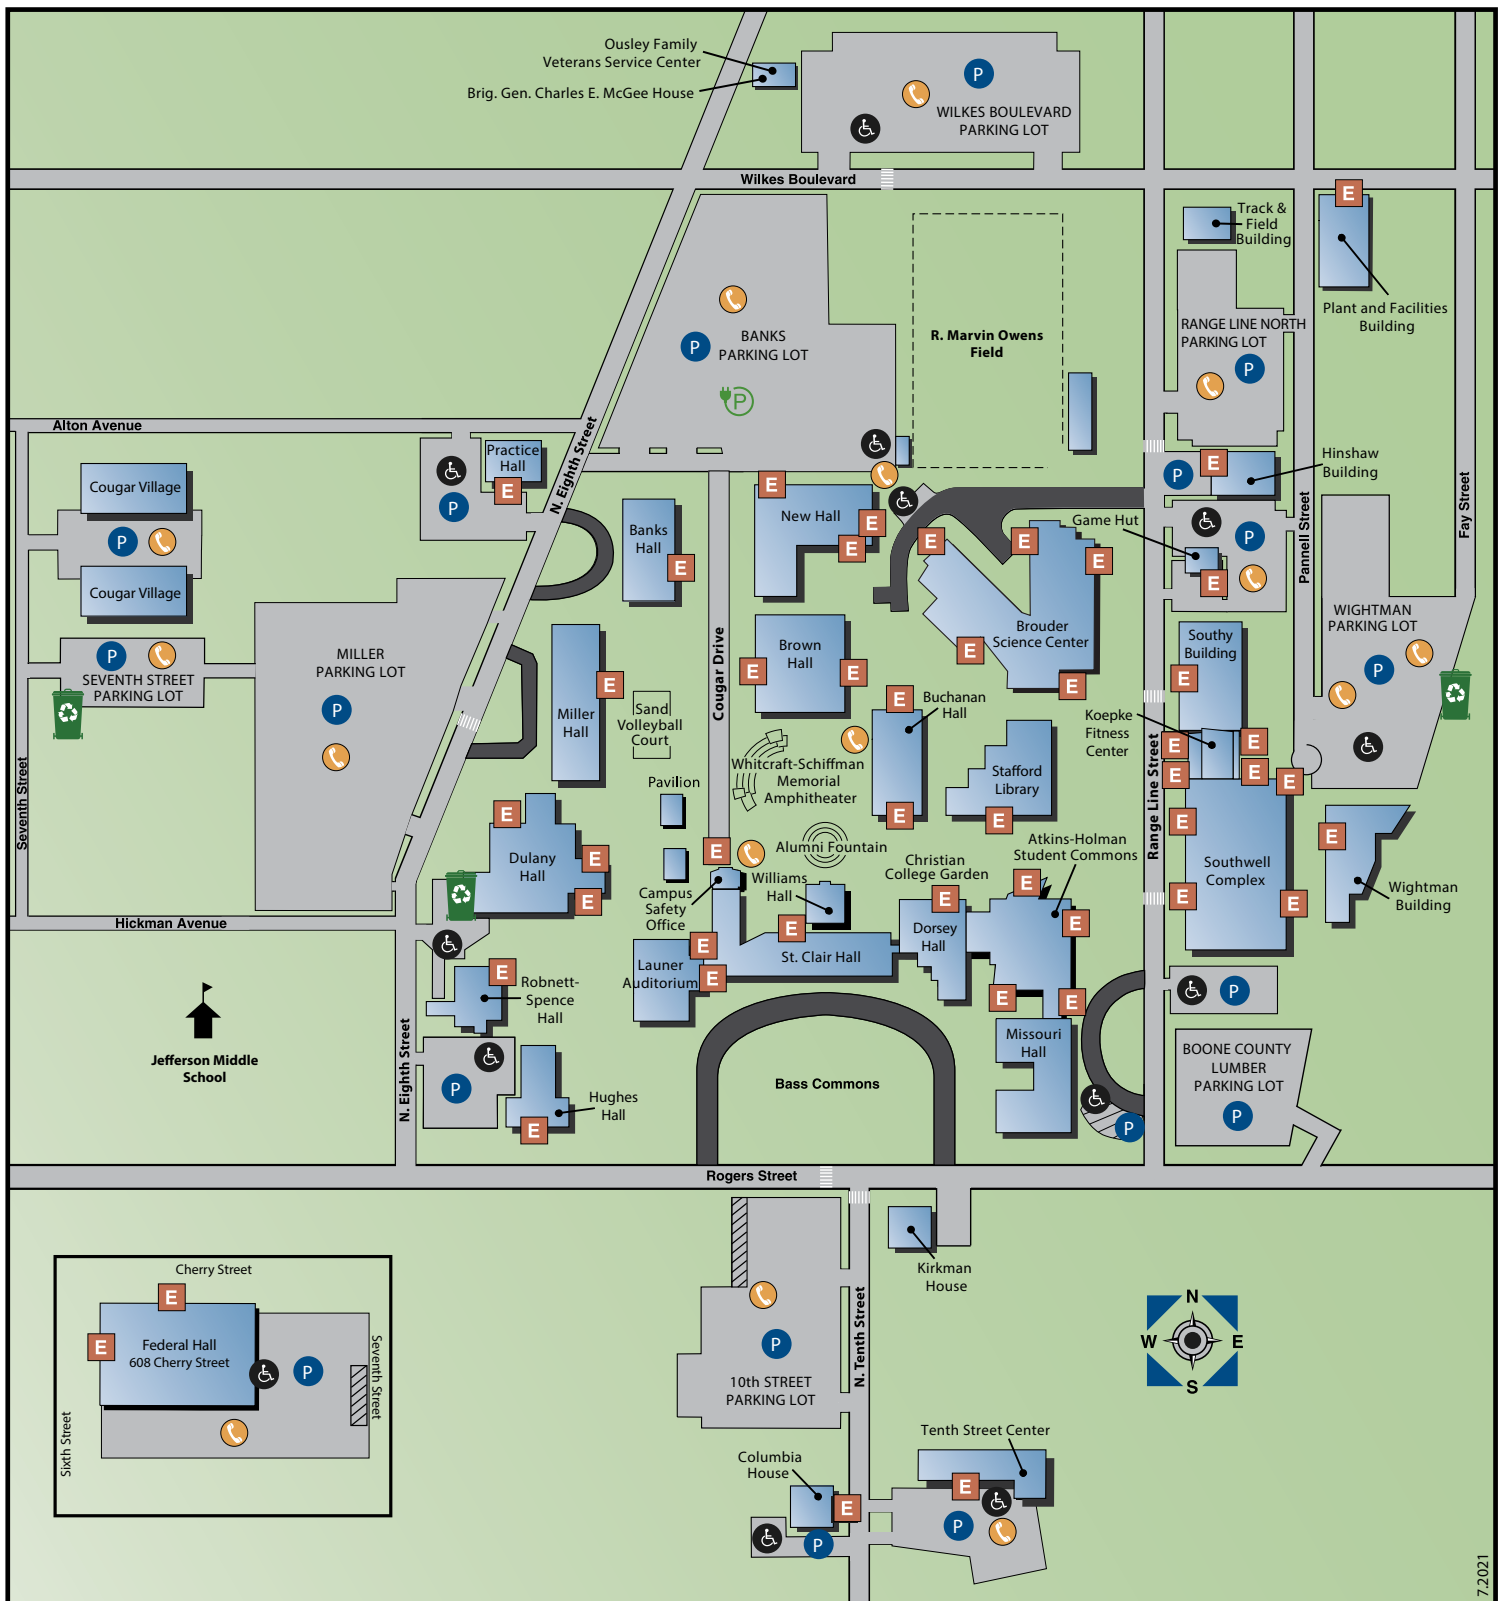 Ousley Family
Veterans Service Center
Brig. Gen. Charles E. McGee House
P
WILKES BOULEVARD
PARKING LOT
Wilkes Boulevard
E
Track &
Field
Building
Plant and Facilities
Building
BANKS
PARKING LOT
P
P
R. Marvin Owens
Field
RANGE LINE NORTH
PARKING LOT
P
Alton Avenue
N. Eighth Street
Practice
Hall
E
P
Cougar Village
P
Cougar Village
Hinshaw
Building
E
P
Fay Street
Pannell Street
Banks
Hall
E
New Hall
E
E
E
Game Hut
P
E
E
E
E
Brouder
Science Center
E
E
P
SEVENTH STREET
PARKING LOT
MILLER
PARKING LOT
P
Miller
Hall
E
Sand
Volleyball
Court
Cougar Drive
Brown
Hall
E
E
Buchanan
Hall
E
E
Southy
Building
E
WIGHTMAN
PARKING LOT
P
Koepke
Fitness
Center
E
E
E
E
E
Whitcraft-Schiffman
Memorial
Amphitheater
Stafford
Library
E
Pavilion
Seventh Street
Range Line Street
Dulany
Hall
E
E
E
E
Alumni Fountain
Atkins-Holman
Student Commons
E
E
E
E
Christian
College Garden
E
Campus
Safety
Office
Williams
Hall
Southwell
Complex
E
E
E
E
Wightman
Building
Hickman Avenue
Dorsey
Hall
E
St. Clair Hall
Launer
Auditorium
E
E
Robnett-
Spence
Hall
E
P
Jefferson Middle
School
N. Eighth Street
P
Hughes
Hall
E
Bass Commons
Missouri
Hall
P
BOONE COUNTY
LUMBER
PARKING LOT
P
Rogers Street
Kirkman
House
Cherry Street
E
E
Federal Hall
608 Cherry Street
P
Seventh Street
Sixth Street
P
10th STREET
PARKING LOT
N. Tenth Street
N
W
E
S
Tenth Street Center
E
P
Columbia
House
E
P
7.2021